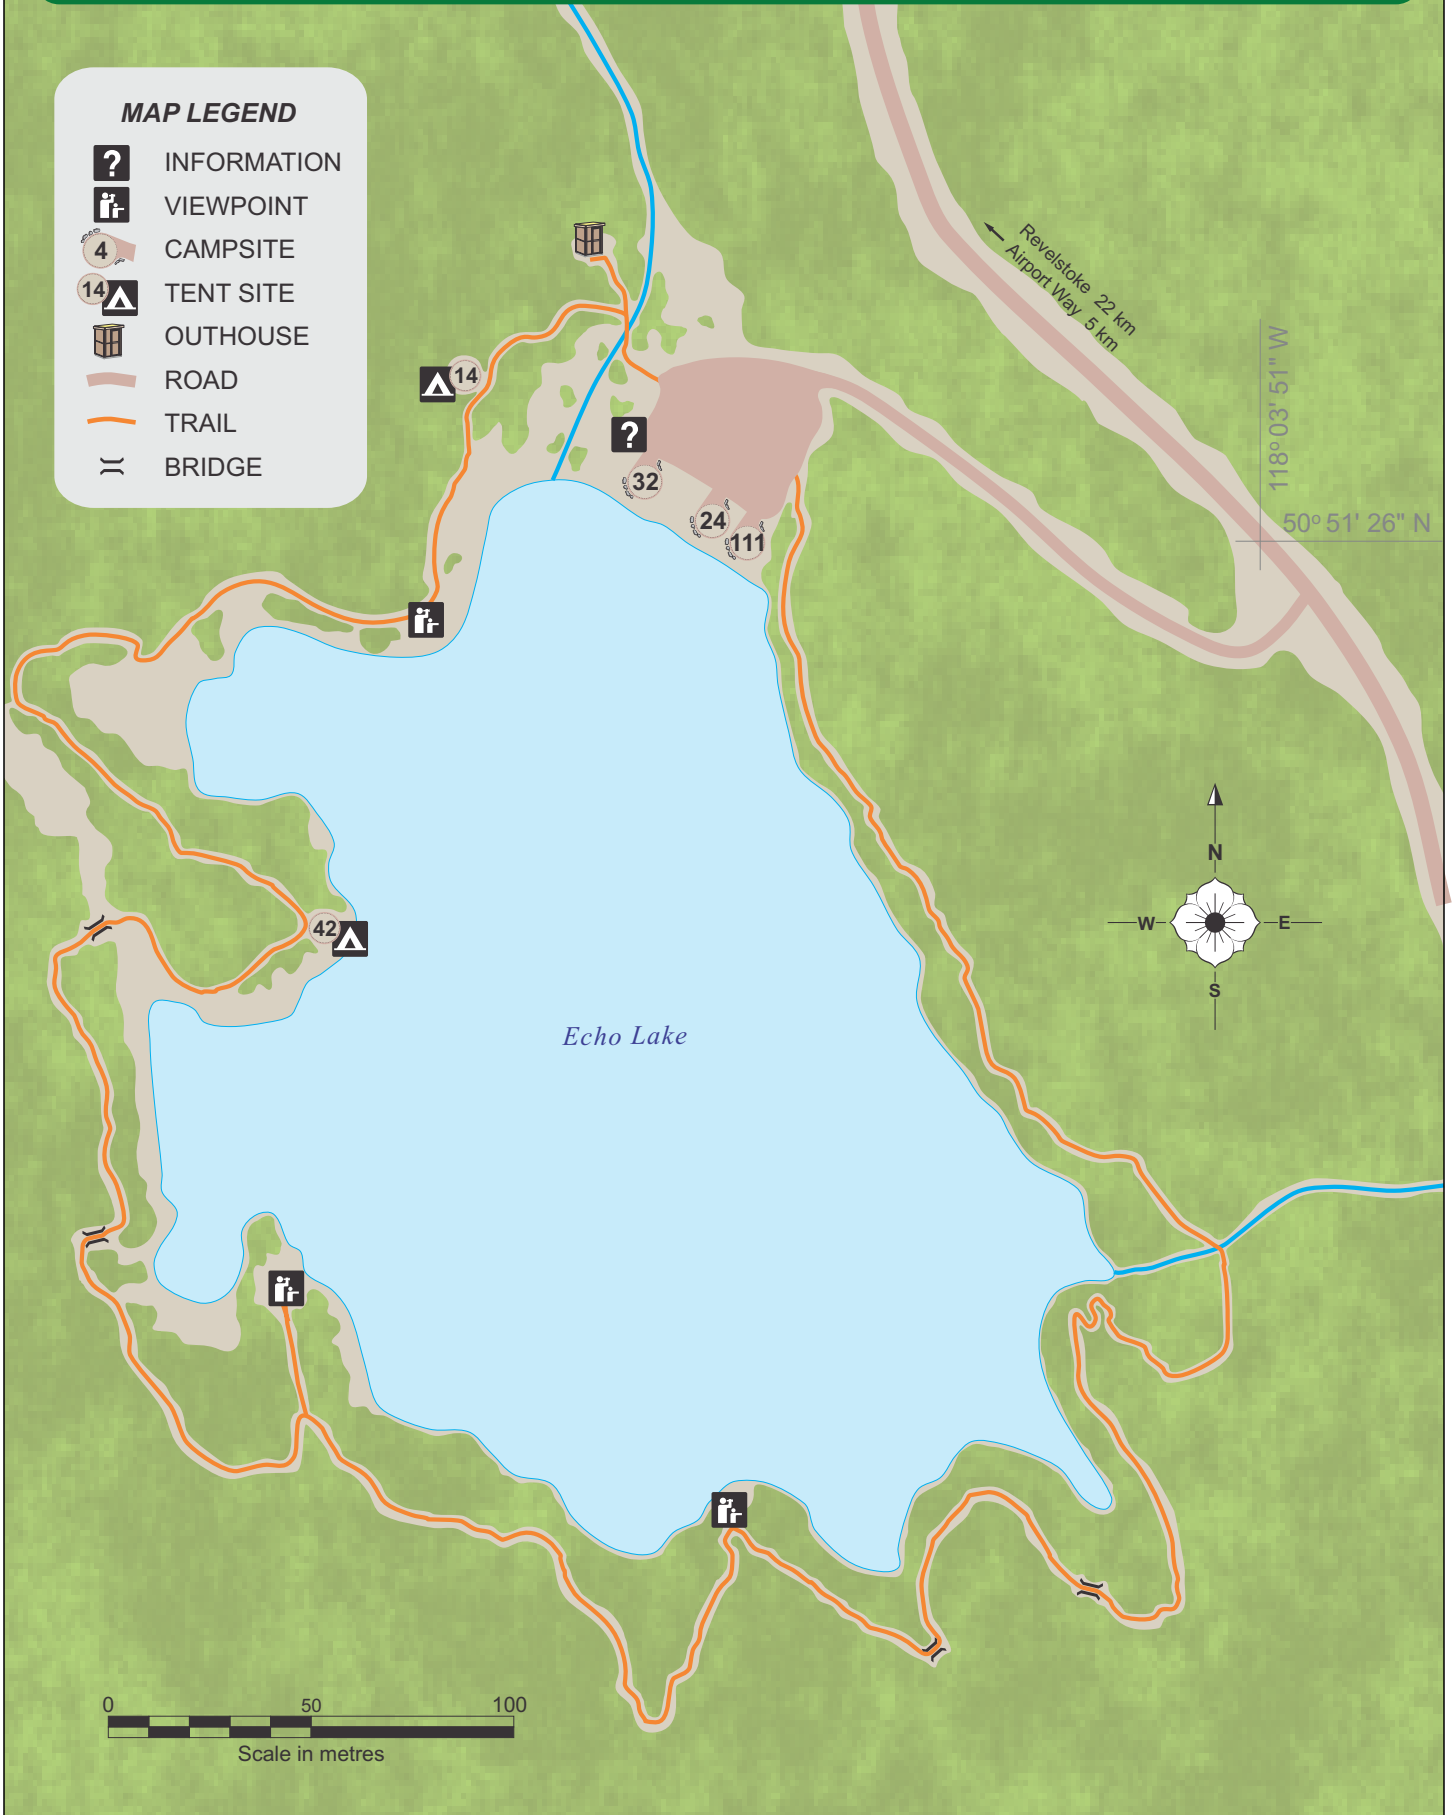 MAP LEGEND
?
INFORMATION
VIEWPOINT
4
CAMPSITE
14
TENT SITE
OUTHOUSE
ROAD
TRAIL
BRIDGE
Revelstoke 22 km
Airport Way 5 km
118° 03' 51" W
50° 51' 26" N
14
?
32
24
111
N
W
E
S
42
Echo Lake
0 50 100
Scale in metres